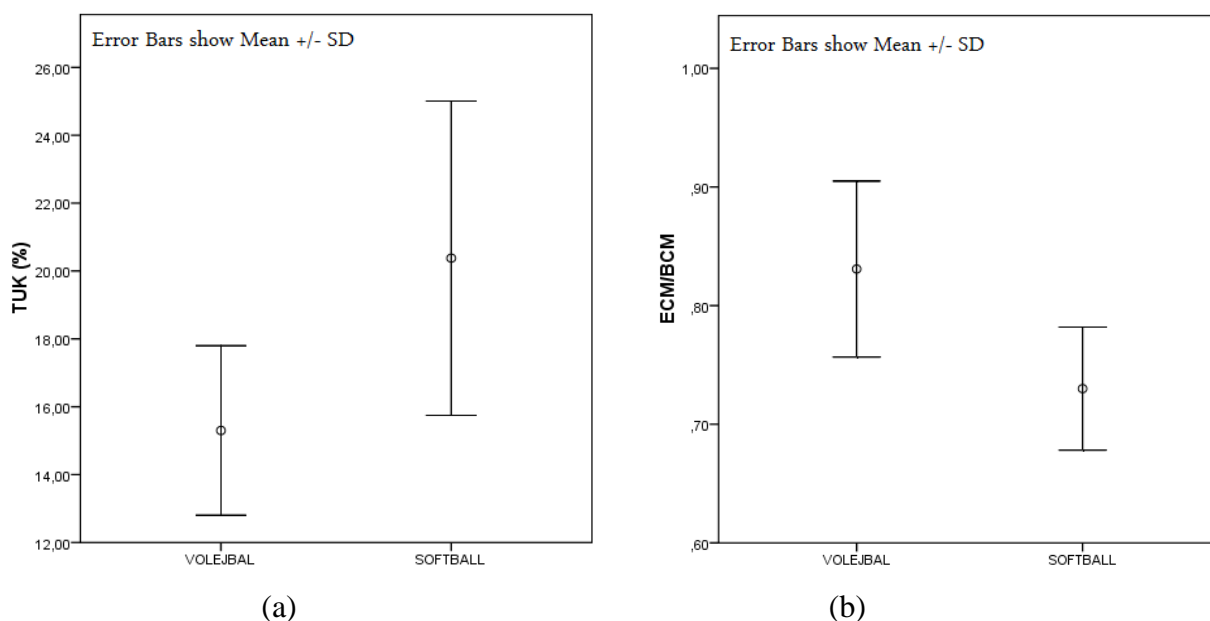 Error Bars show Mean +/- SD
26,00
24,00
22,00
20,00
18,00
16,00
14,00
12,00
TUK (%)
VOLEJBAL
SOFTBALL
(a)
Error Bars show Mean +/- SD
1,00
,90
,80
,70
,60
ECM/BCM
VOLEJBAL
SOFTBALL
(b)